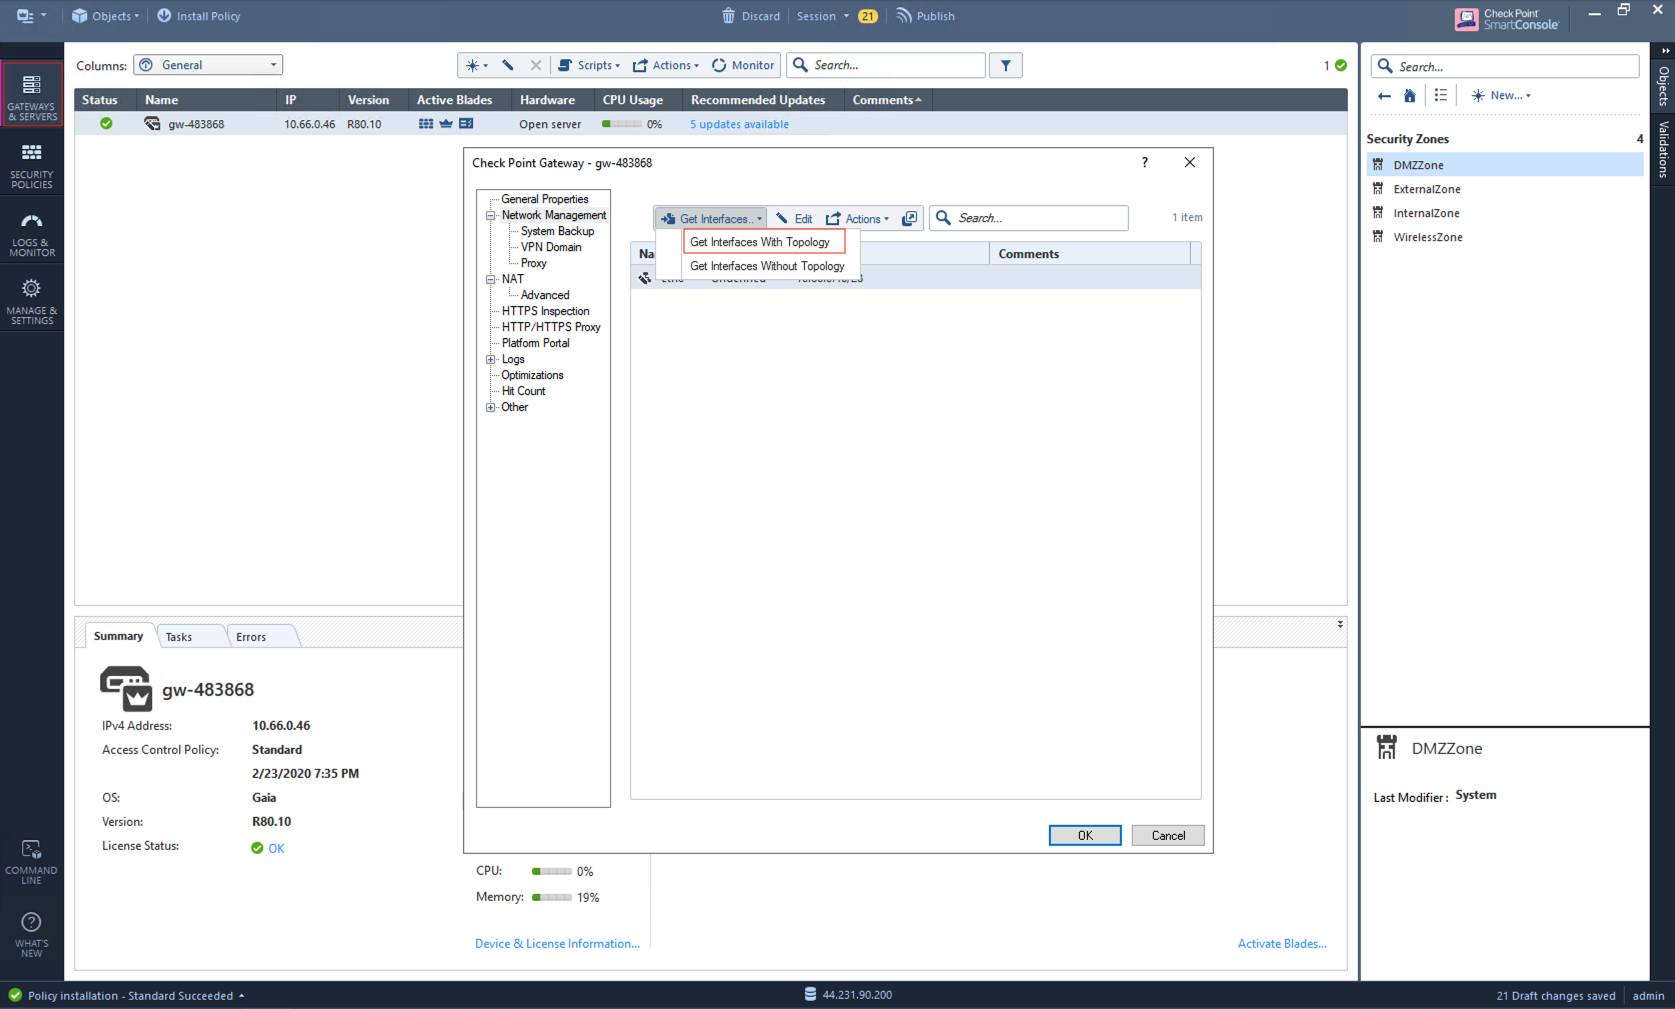 Objects
Install Policy
Discard
Session
21
Publish
Check Point
SmartConsole
GATEWAYS
& SERVERS
SECURITY
POLICIES
LOGS &
MONITOR
MANAGE &
SETTINGS
COMMAND
LINE
WHAT'S
NEW
Columns:
General
Scripts
Actions
Monitor
Search...
1
Status Name IP Version Active Blades Hardware CPU Usage Recommended Updates Comments
gw-483868 10.66.0.46 R80.10 Open server 0% 5 updates available
Check Point Gateway - gw-483868
?
General Properties
Network Management
System Backup
VPN Domain
Proxy
NAT
Advanced
HTTPS Inspection
HTTP/HTTPS Proxy
Platform Portal
Logs
Optimizations
Hit Count
Other
Get Interfaces...
Edit
Actions
Search...
1 item
Get Interfaces With Topology
Get Interfaces Without Topology
Na
Comments
OK
Cancel
Summary
Tasks
Errors
gw-483868
IPv4 Address: 10.66.0.46
Access Control Policy: Standard
2/23/2020 7:35 PM
OS: Gaia
Version: R80.10
License Status: OK
CPU: 0%
Memory: 19%
Device & License Information...
Activate Blades...
Search...
New...
Security Zones 4
DMZZone
ExternalZone
InternalZone
WirelessZone
DMZZone
Last Modifier: System
Objects
Validations
Policy installation - Standard Succeeded
44.231.90.200
21 Draft changes saved
admin